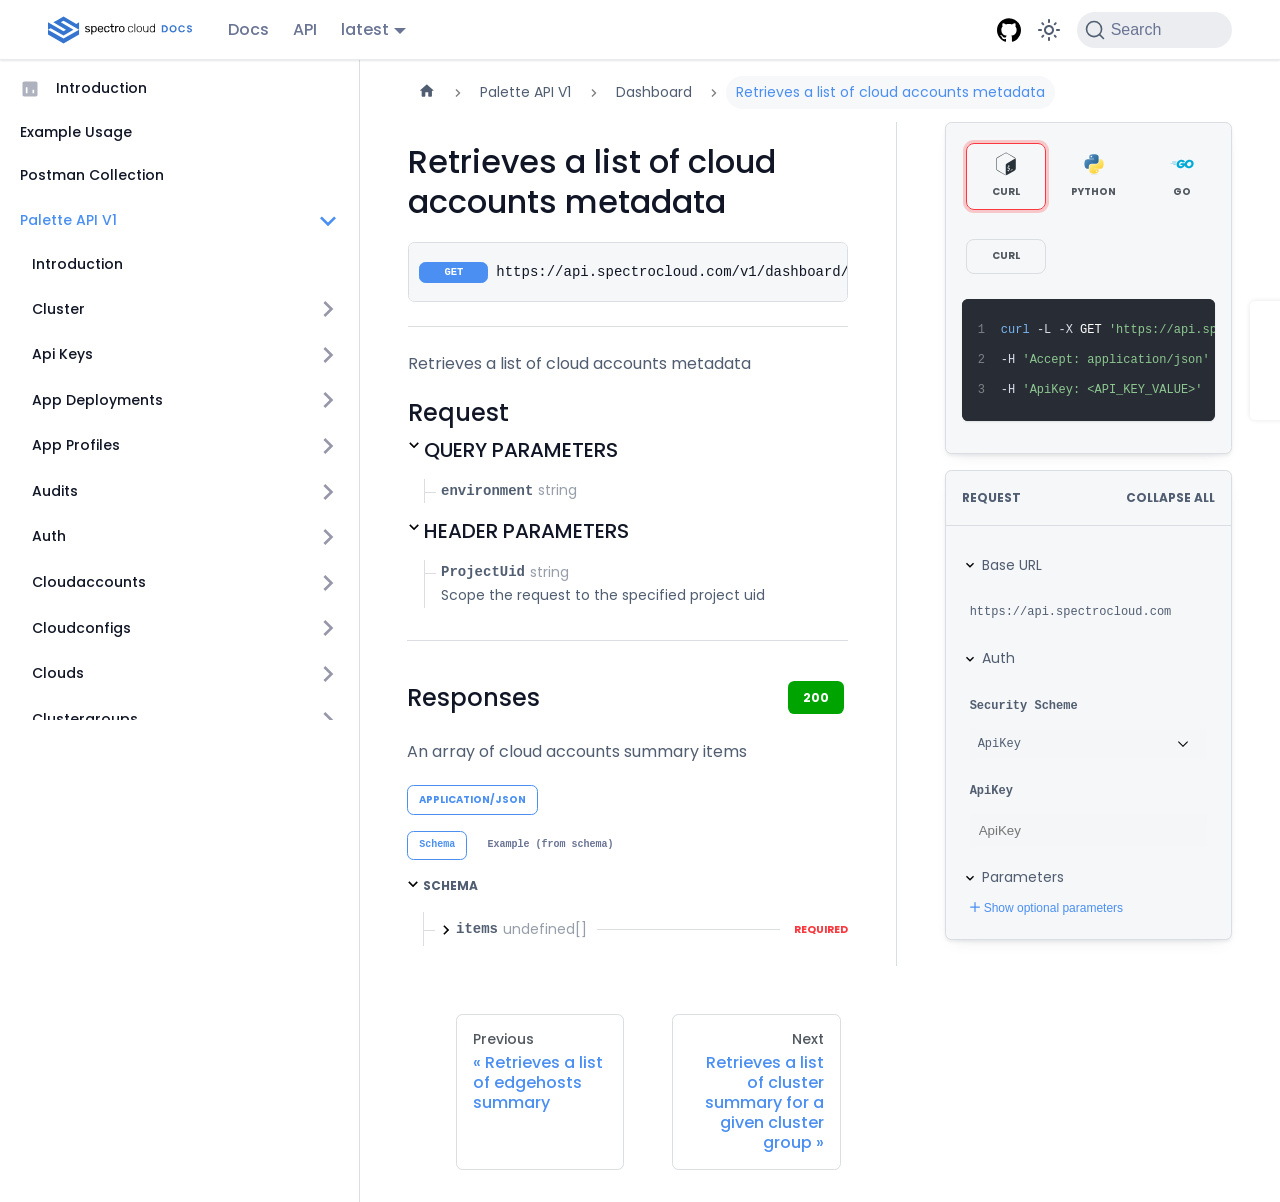 spectro cloud DOCS
Docs
API
latest
Search
Introduction
Example Usage
Postman Collection
Palette API V1
Introduction
Cluster
Api Keys
App Deployments
App Profiles
Audits
Auth
Cloudaccounts
Cloudconfigs
Clouds
Clustergroups
Palette API V1
Dashboard
Retrieves a list of cloud accounts metadata
Retrieves a list of cloud
accounts metadata
GET https://api.spectrocloud.com/v1/dashboard/
Retrieves a list of cloud accounts metadata
Request
QUERY PARAMETERS
environment string
HEADER PARAMETERS
ProjectUid string
Scope the request to the specified project uid
Responses
200
An array of cloud accounts summary items
APPLICATION/JSON
Schema
Example (from schema)
SCHEMA
items undefined[]
REQUIRED
Previous
« Retrieves a list
of edgehosts
summary
Next
Retrieves a list
of cluster
summary for a
given cluster
group »
CURL
PYTHON
GO
CURL
1 curl -L -X GET 'https://api.sp
2 -H 'Accept: application/json'
3 -H 'ApiKey: <API_KEY_VALUE>'
REQUEST
COLLAPSE ALL
Base URL
https://api.spectrocloud.com
Auth
Security Scheme
ApiKey
ApiKey
ApiKey
Parameters
Show optional parameters